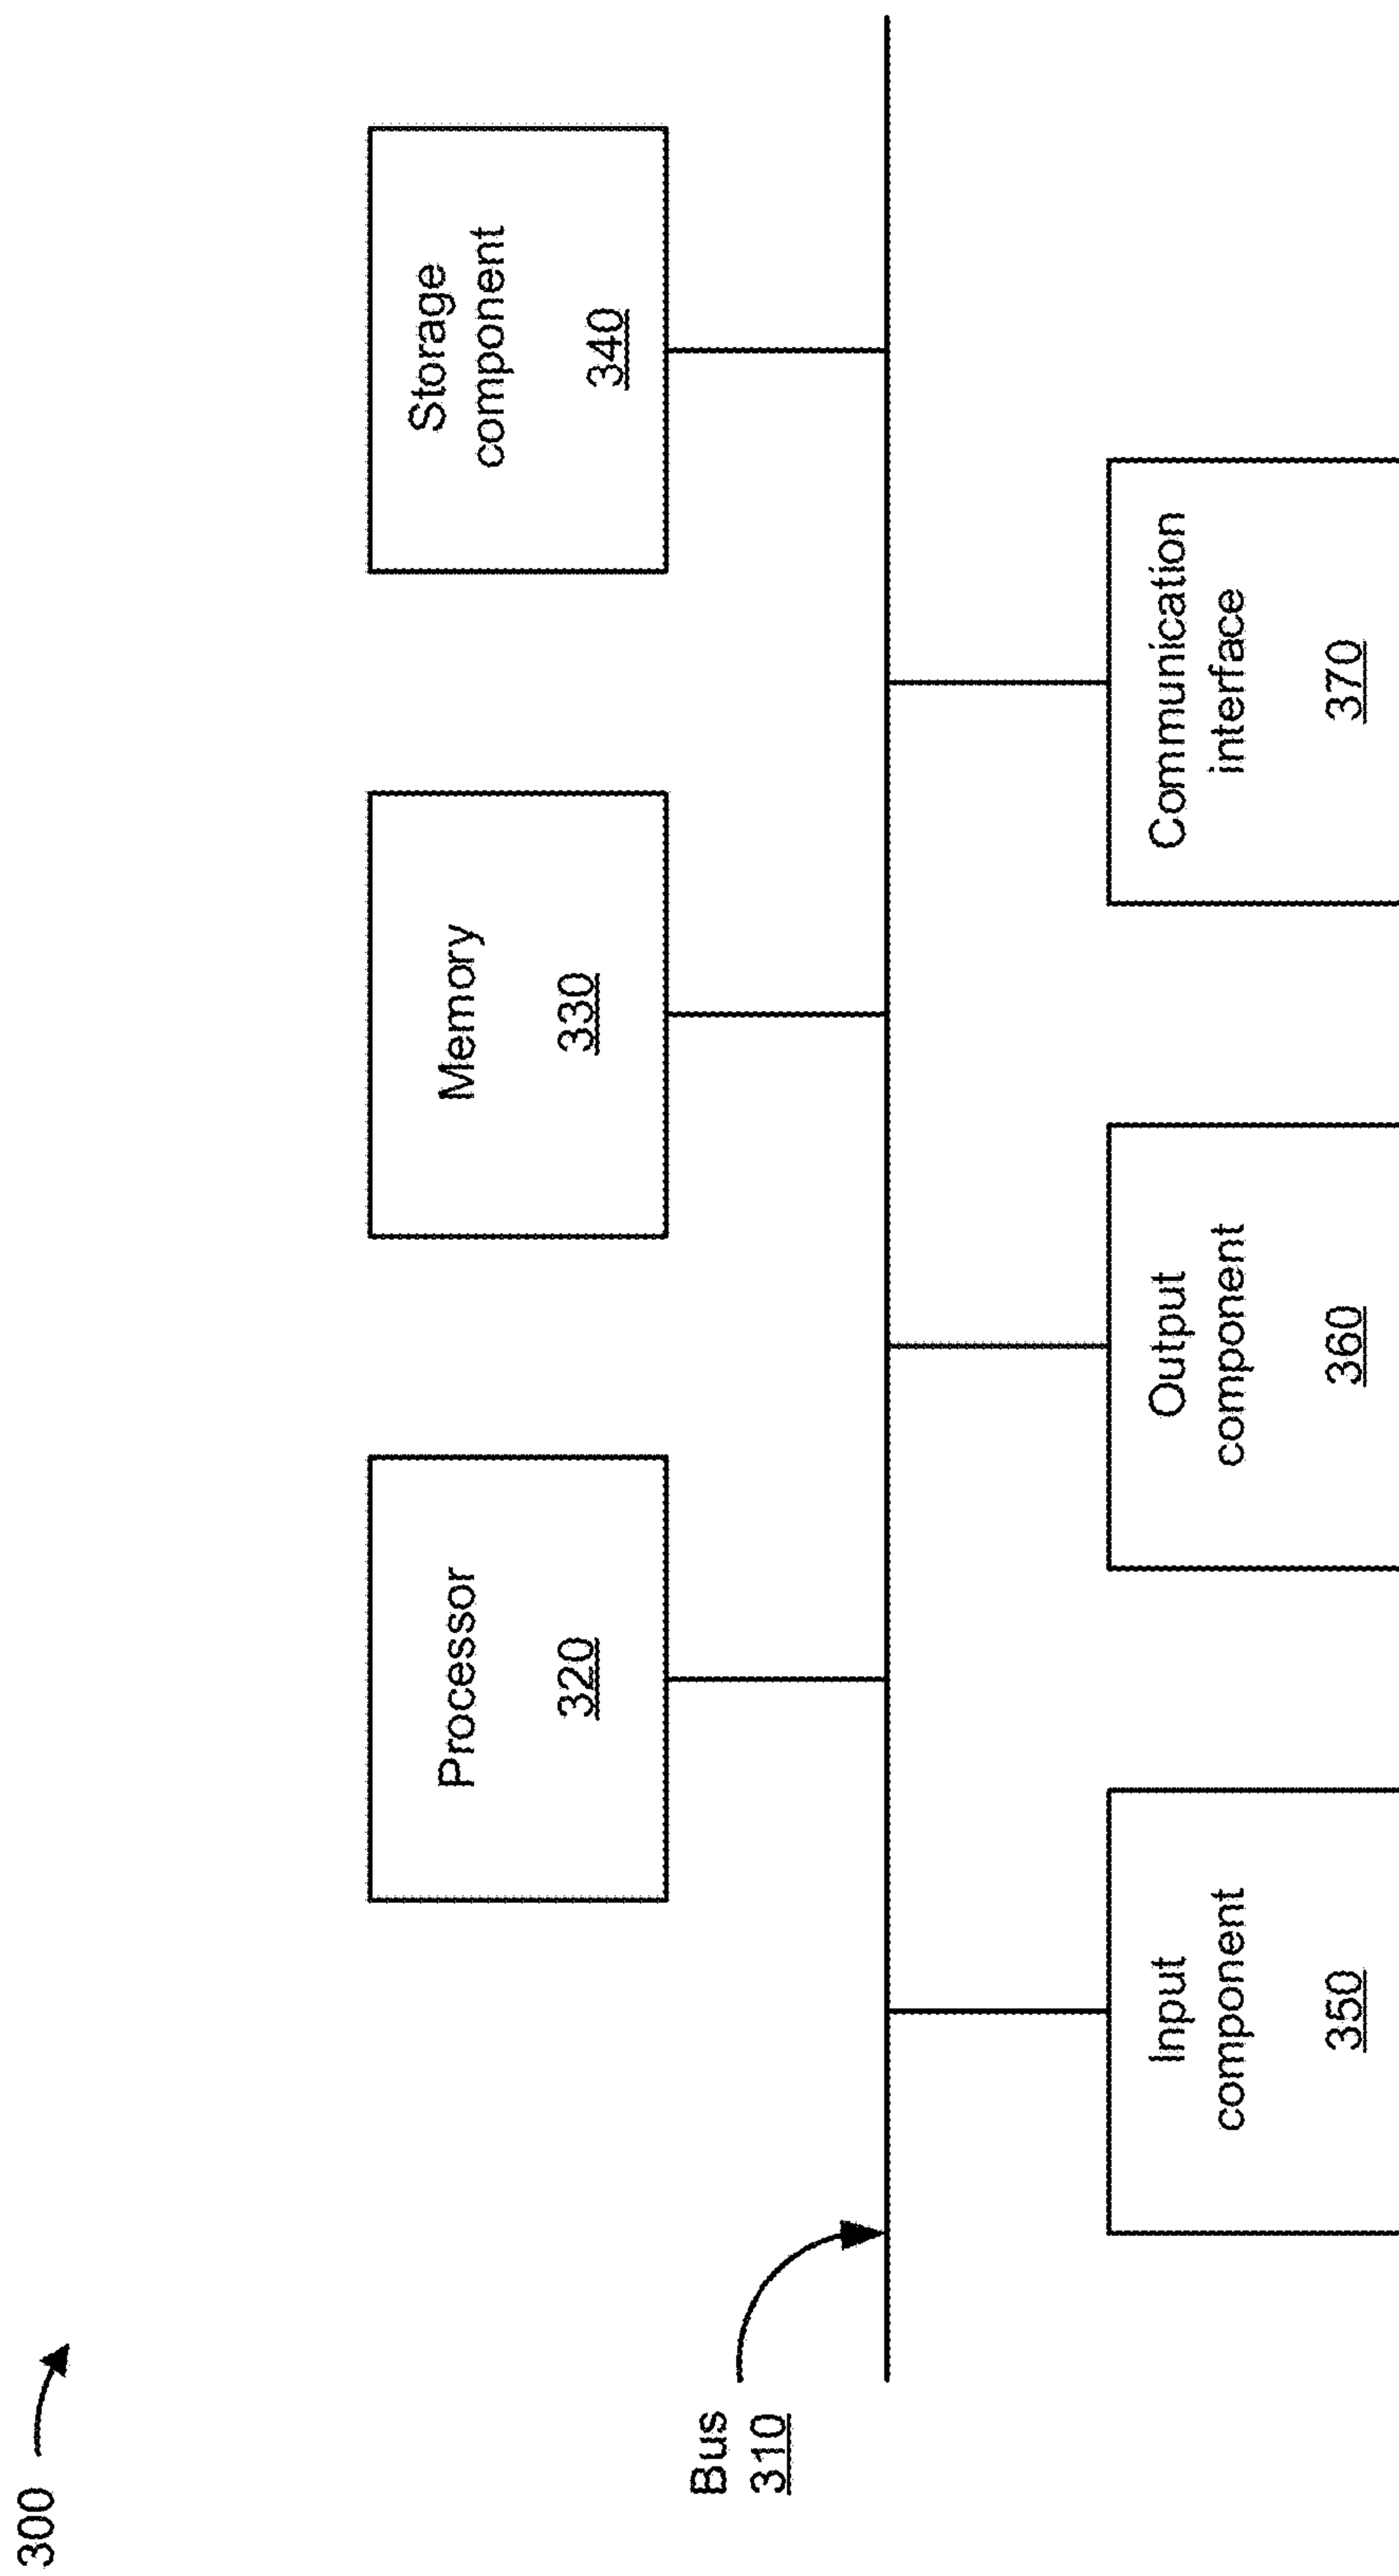 300
Processor
320
Memory
330
Storage
component
340
Bus
310
Input
component
350
Output
component
360
Communication
interface
370